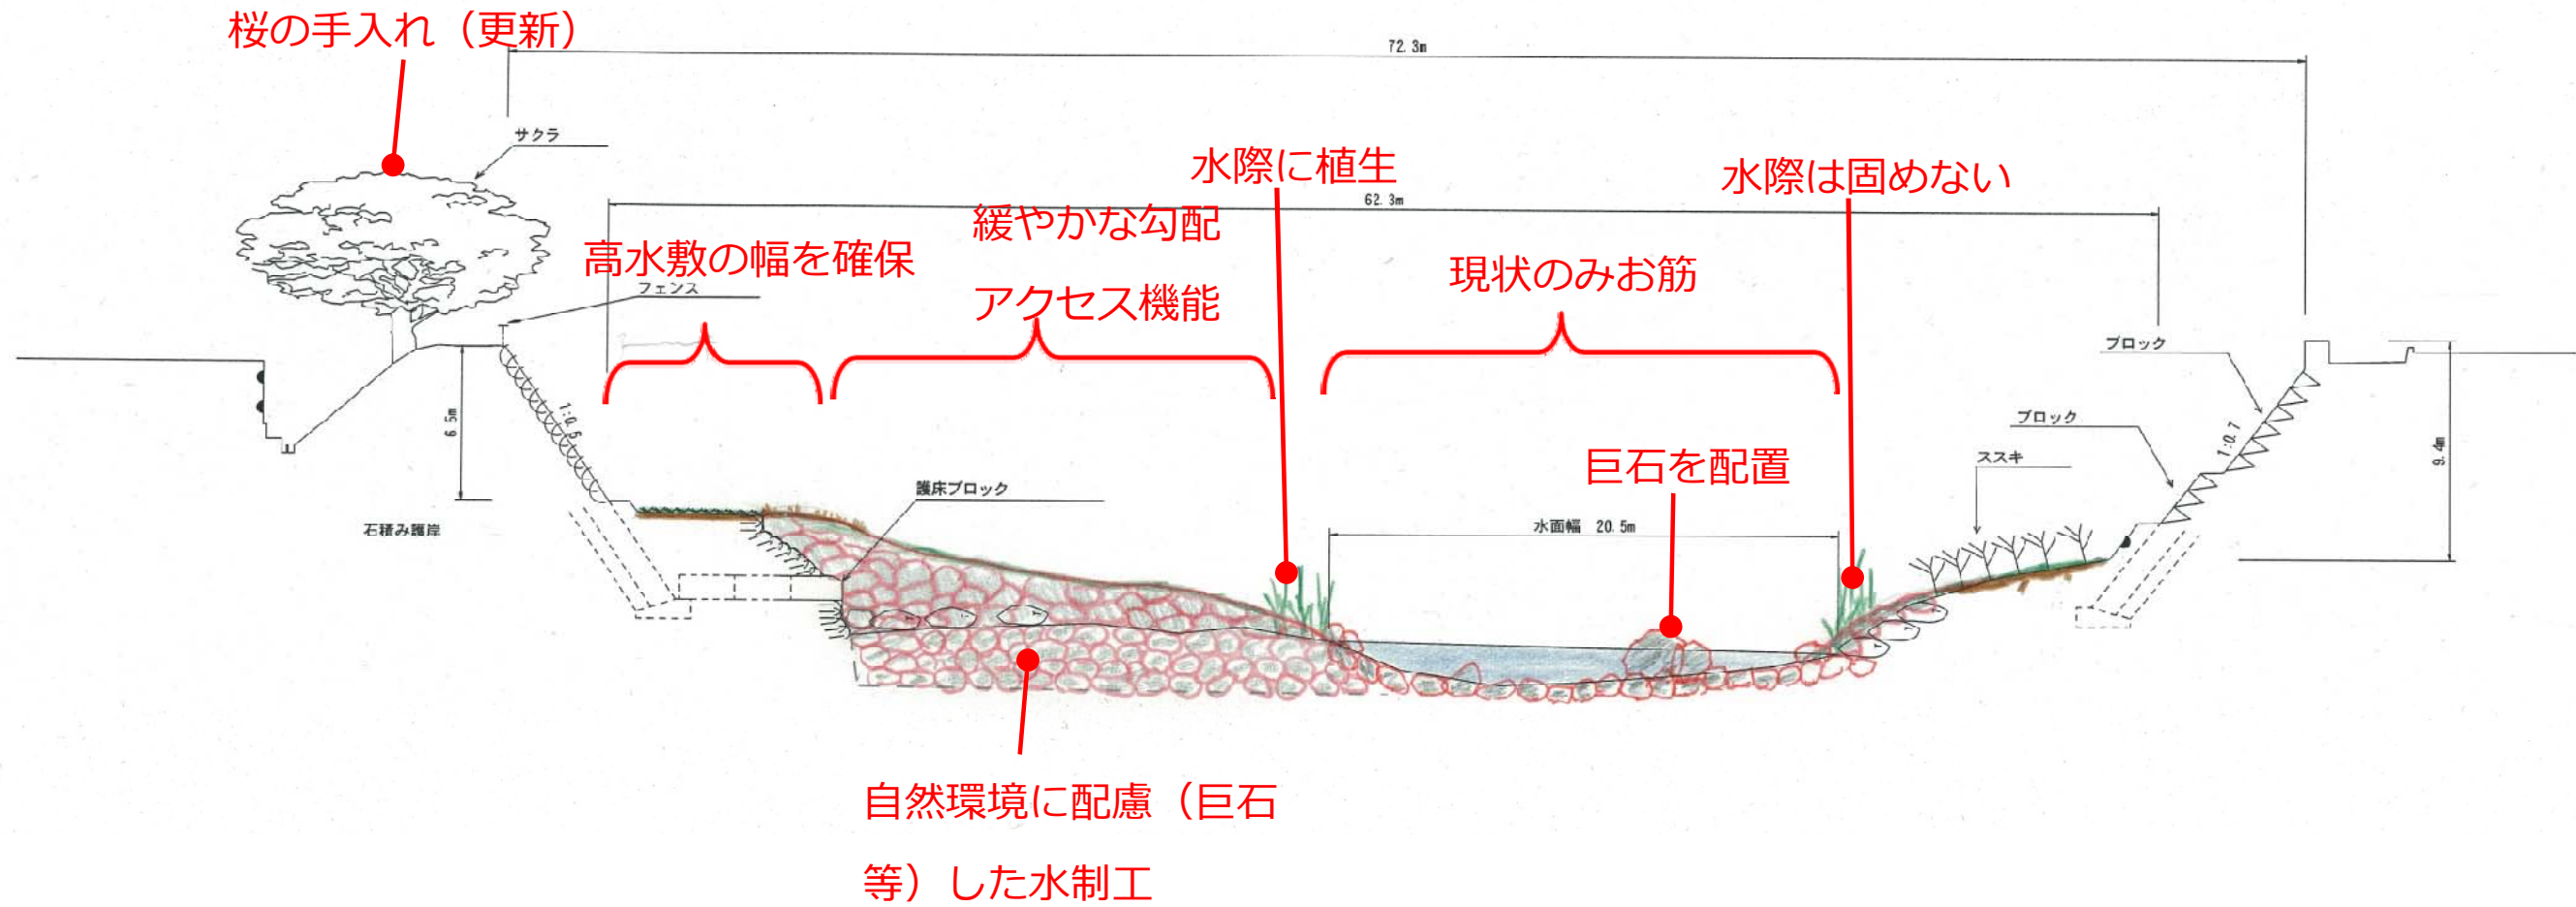 桜の手入れ（更新）
72.3m
サクラ
水際に植生
水際は固めない
62.3m
緩やかな勾配
アクセス機能
高水敷の幅を確保
フェンス
現状のみお筋
ブロック
6.5m
1:0.5
ブロック
1:0.7
9.4m
ススキ
巨石を配置
護床ブロック
水面幅 20.5m
石積み護岸
自然環境に配慮（巨石
等）した水制工